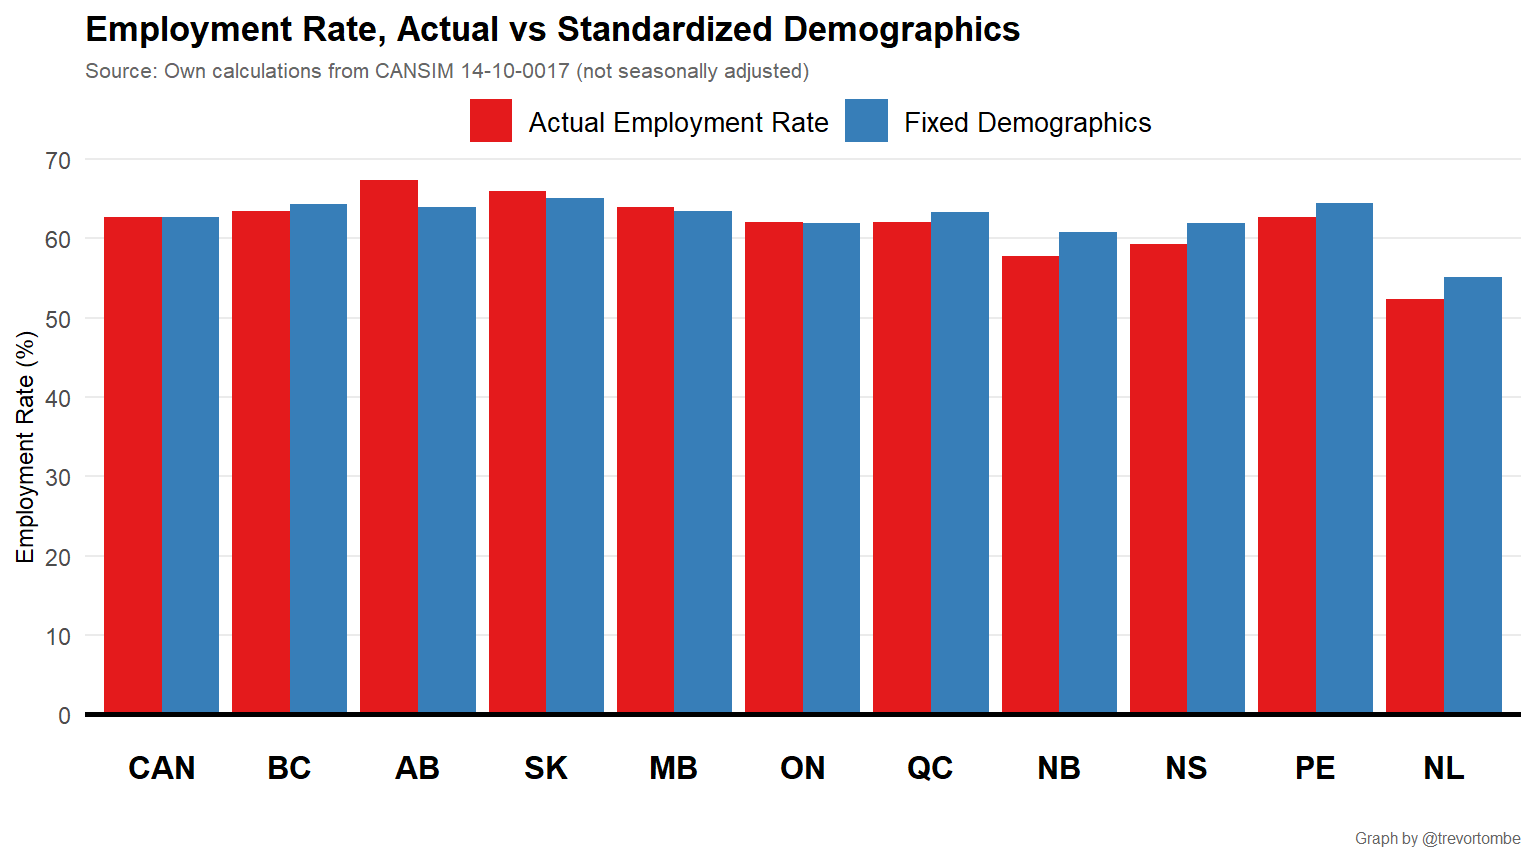 Employment Rate, Actual vs Standardized Demographics
Source: Own calculations from CANSIM 14-10-0017 (not seasonally adjusted)
Actual Employment Rate Fixed Demographics
Employment Rate (%)
70
60
50
40
30
20
10
0
CAN BC AB SK MB ON QC NB NS PE NL
Graph by @trevortombe